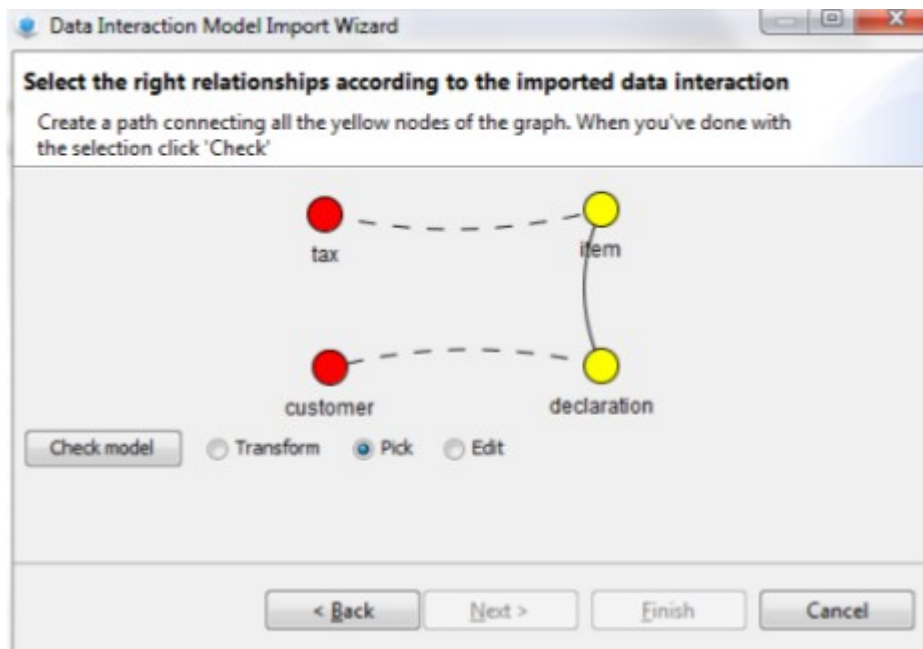 Data Interaction Model Import Wizard
Select the right relationships according to the imported data interaction
Create a path connecting all the yellow nodes of the graph. When you've done with
the selection click 'Check'
tax
item
customer
declaration
Check model Transform Pick Edit
< Back Next > Finish Cancel